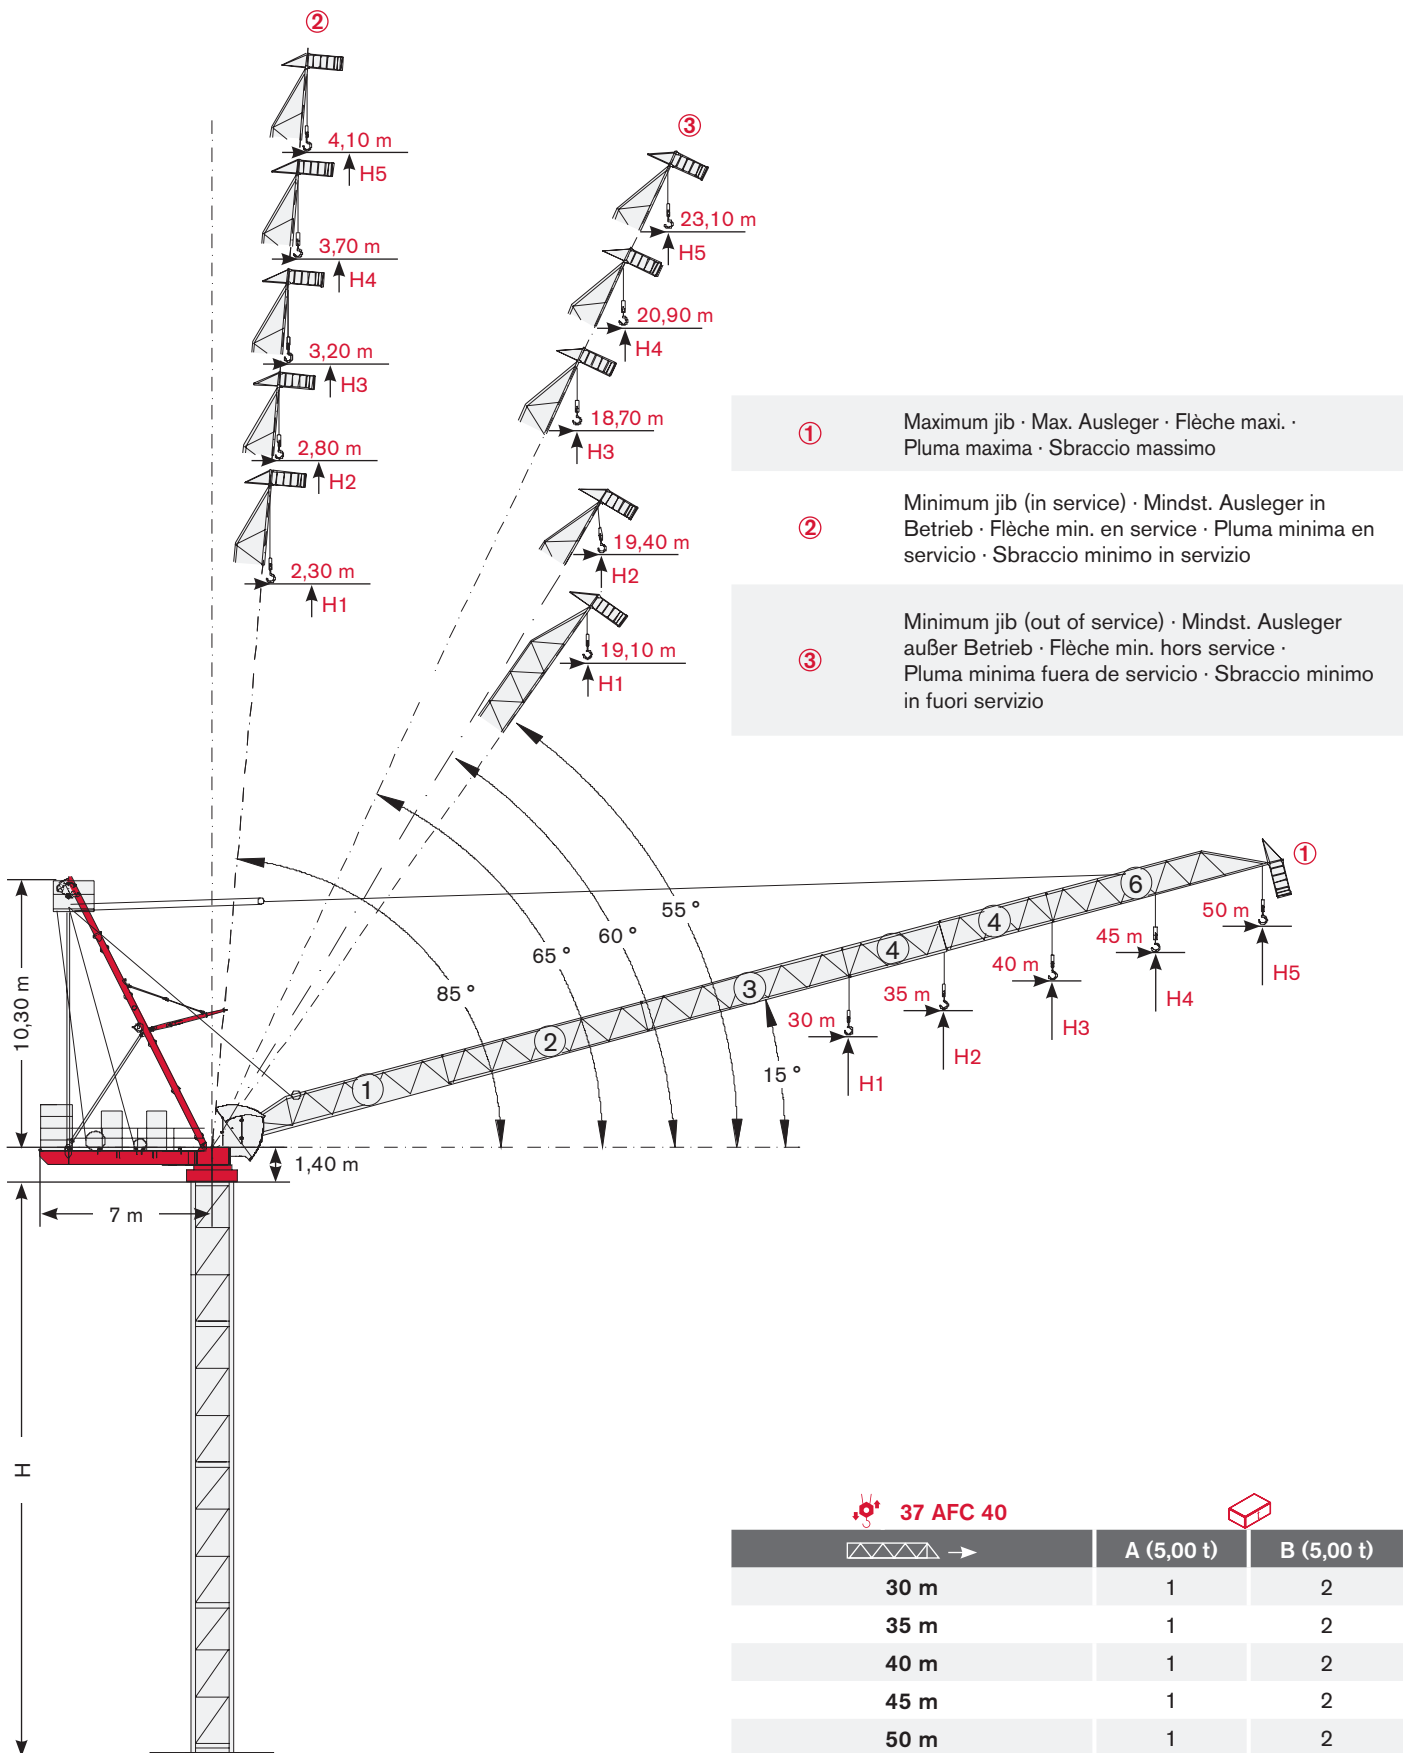 ②
4,10 m
H5
3,70 m
H4
3,20 m
H3
2,80 m
H2
2,30 m
H1
③
23,10 m
H5
20,90 m
H4
18,70 m
H3
19,40 m
H2
19,10 m
H1
① Maximum jib · Max. Ausleger · Flèche maxi. ·
Pluma maxima · Sbraccio massimo
② Minimum jib (in service) · Mindst. Ausleger in
Betrieb · Flèche min. en service · Pluma minima en
servicio · Sbraccio minimo in servizio
③ Minimum jib (out of service) · Mindst. Ausleger
außer Betrieb · Flèche min. hors service ·
Pluma minima fuera de servicio · Sbraccio minimo
in fuori servizio
①
85 °
65 °
60 °
55 °
15 °
1
2
3
4
4
6
30 m
H1
35 m
H2
40 m
H3
45 m
H4
50 m
H5
10,30 m
1,40 m
7 m
H
37 AFC 40
A (5,00 t) B (5,00 t)
30 m 1 2
35 m 1 2
40 m 1 2
45 m 1 2
50 m 1 2